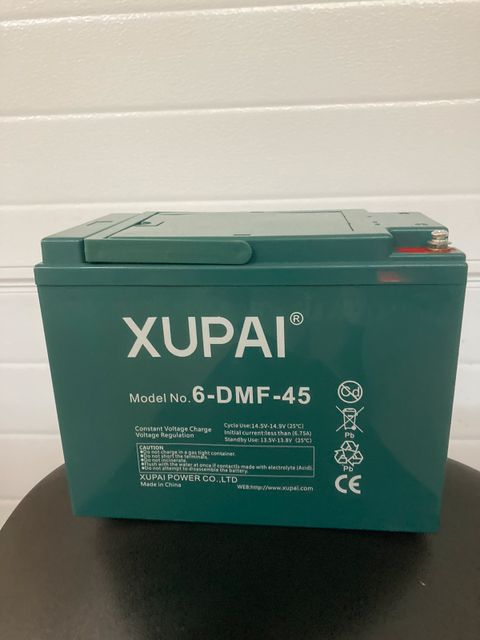 XUPAI®
Model No. 6-DMF-45
Constant Voltage Charge
Voltage Regulation
Cycle Use: 14.5V-14.9V (25°C)
Initial current:less than (6.75A)
Standby Use: 13.5V-13.8V (25°C)
CAUTION
●Do not charge in a gas tight container.
●Do not short the terminals.
●Do not incinerate.
●Flush with the water at once if contacts made with electrolyte (Acid).
●Do not attempt to disassemble the battery.
XUPAI POWER CO.,LTD
Made in China
WEB:http://www.xupai.com
Cd
Pb
Pb
CE